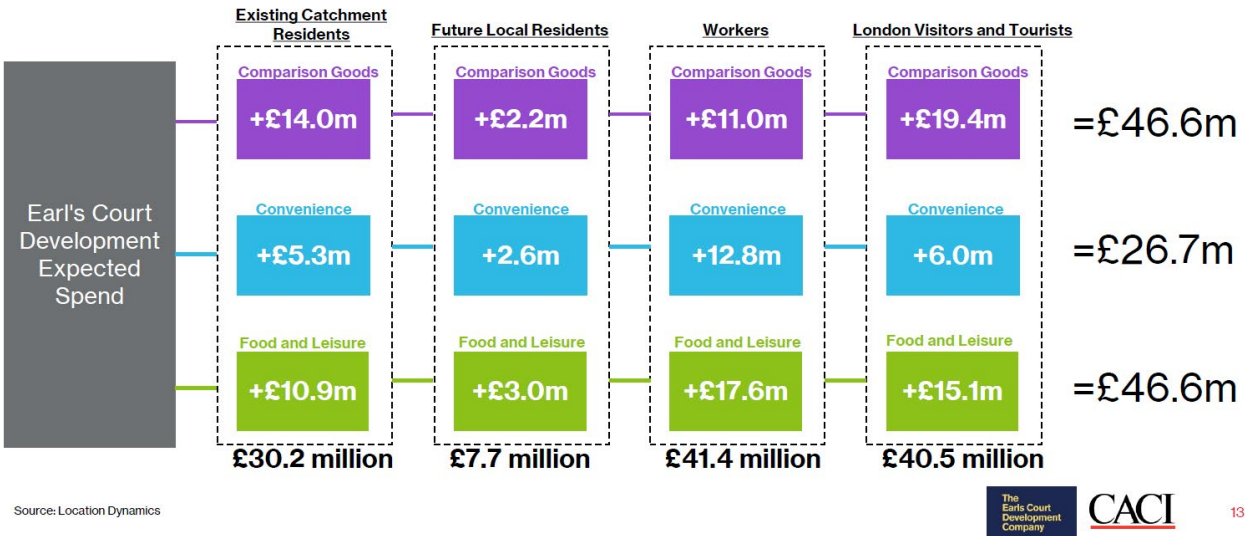 Existing Catchment
Residents
Future Local Residents
Workers
London Visitors and Tourists
Earl's Court
Development
Expected
Spend
Comparison Goods
+£14.0m
Comparison Goods
+£2.2m
Comparison Goods
+£11.0m
Comparison Goods
+£19.4m
=£46.6m
Convenience
+£5.3m
Convenience
+2.6m
Convenience
+12.8m
Convenience
+6.0m
=£26.7m
Food and Leisure
+£10.9m
Food and Leisure
+£3.0m
Food and Leisure
+£17.6m
Food and Leisure
+£15.1m
=£46.6m
£30.2 million
£7.7 million
£41.4 million
£40.5 million
Source: Location Dynamics
The
Earls Court
Development
Company
CACI
13